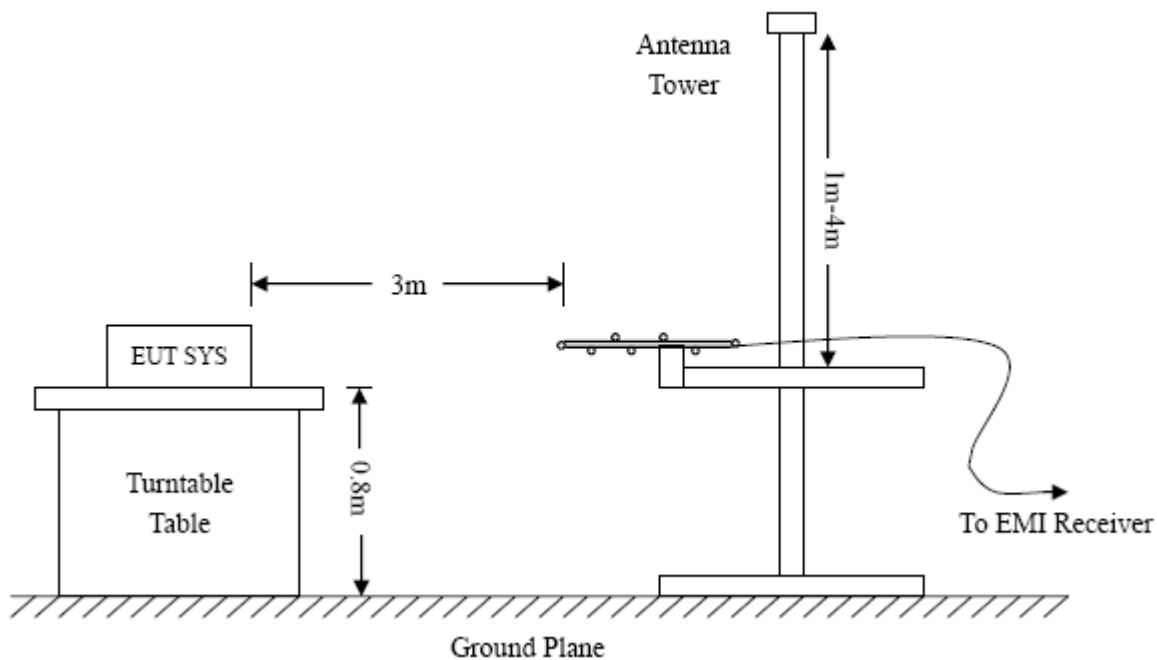 Antenna
Tower
1m-4m
3m
EUT SYS
Turntable
Table
0.8m
To EMI Receiver
Ground Plane